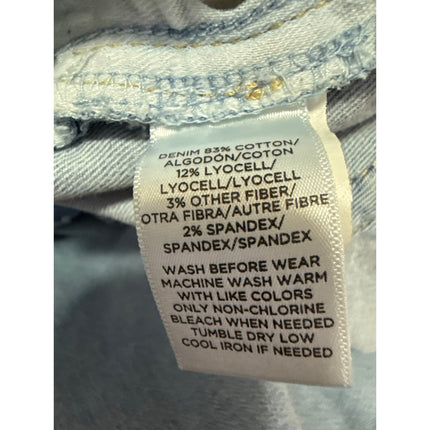 DENIM 83% COTTON/
ALGODÓN/COTON
12% LYOCELL/
LYOCELL/LYOCELL
3% OTHER FIBER/
OTRA FIBRA/AUTRE FIBRE
2% SPANDEX/
SPANDEX/SPANDEX
WASH BEFORE WEAR
MACHINE WASH WARM
WITH LIKE COLORS
ONLY NON-CHLORINE
BLEACH WHEN NEEDED
TUMBLE DRY LOW
COOL IRON IF NEEDED